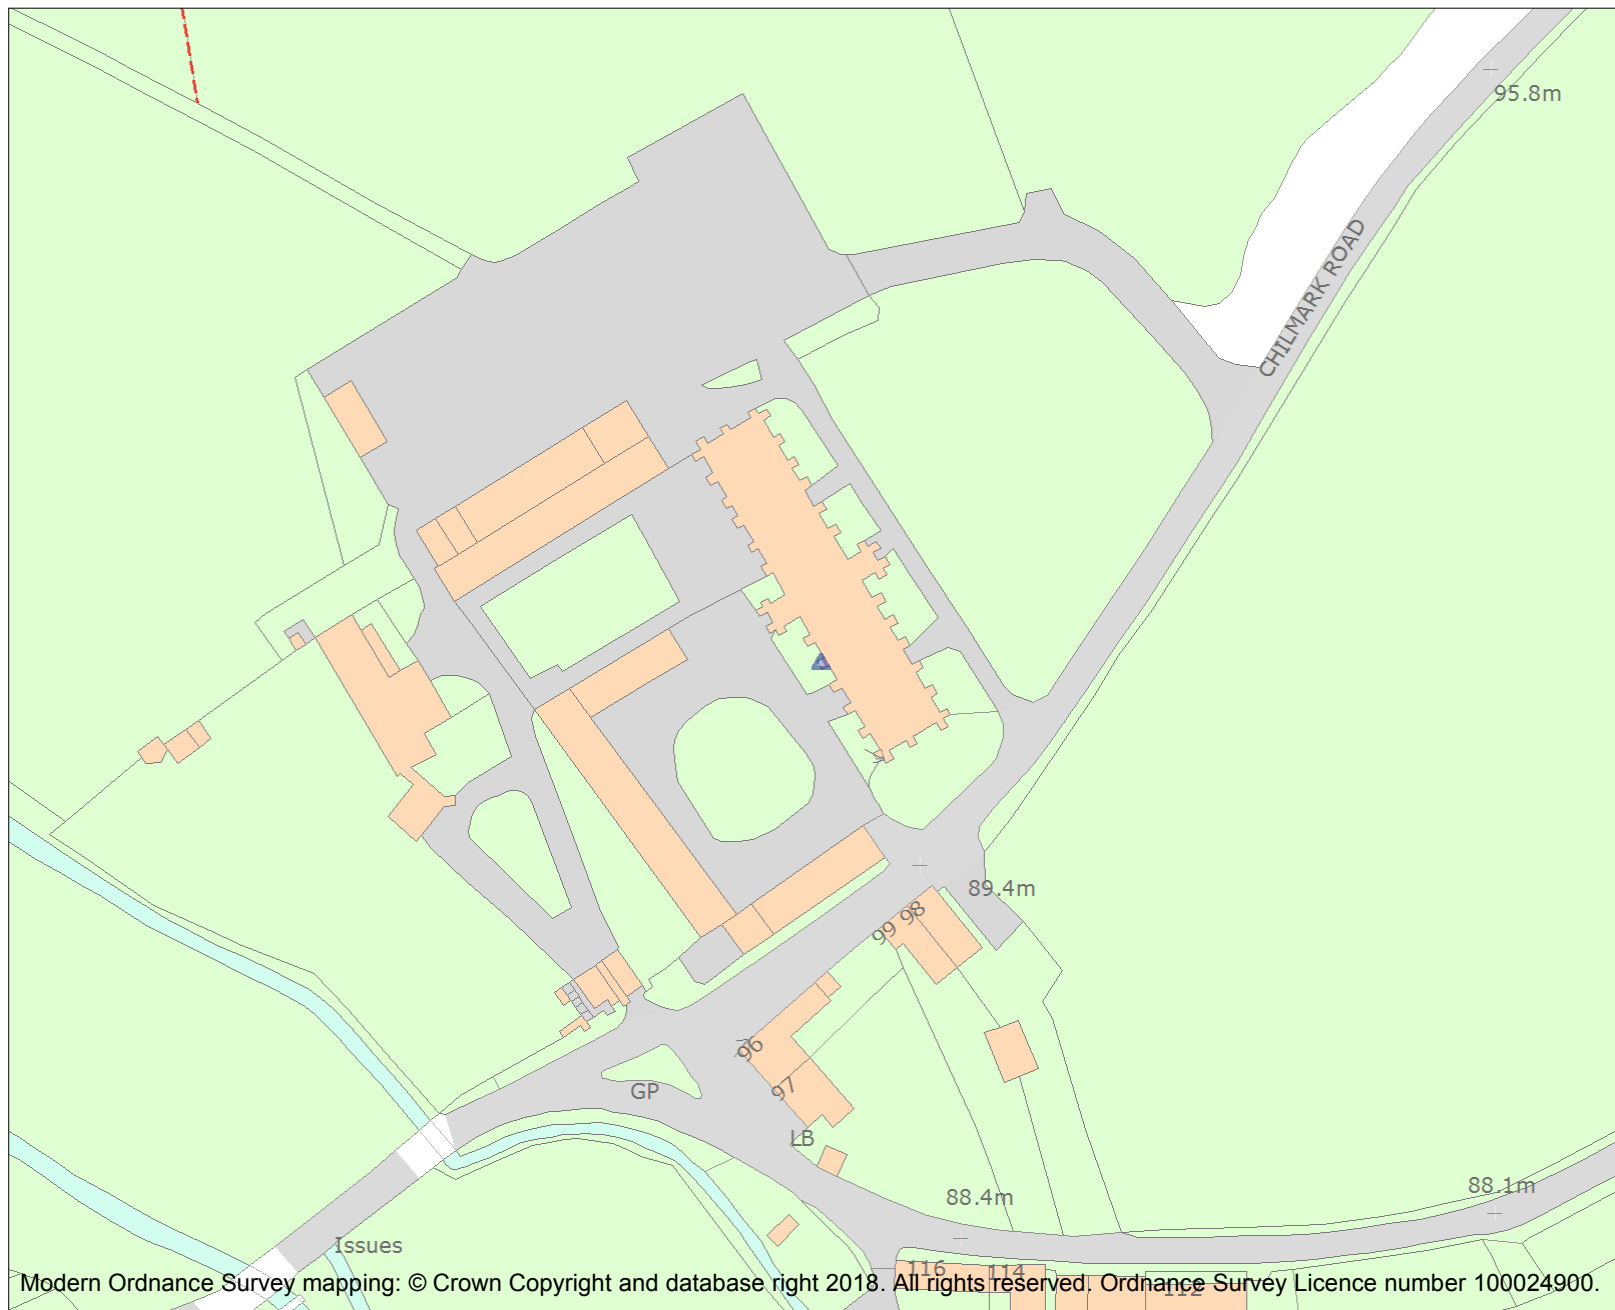 95.8m
CHILMARK ROAD
89.4m
99 98
96
97
GP
LB
88.4m
88.1m
Issues
116
114
112
Modern Ordnance Survey mapping: © Crown Copyright and database right 2018. All rights reserved. Ordnance Survey Licence number 100024900.